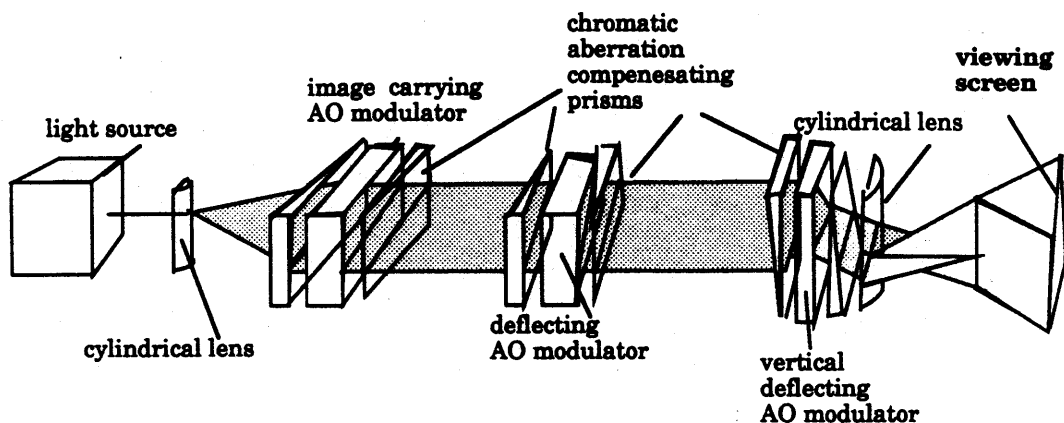 light source
image carrying
AO modulator
chromatic
aberration
compenesating
prisms
viewing
screen
cylindrical lens
cylindrical lens
deflecting
AO modulator
vertical
deflecting
AO modulator